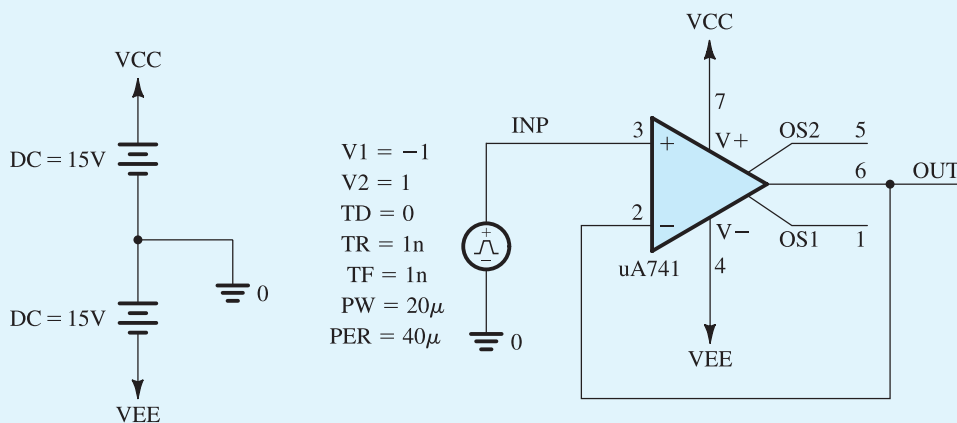 VCC
DC = 15V
0
DC = 15V
VEE
V1 = −1
V2 = 1
TD = 0
TR = 1n
TF = 1n
PW = 20μ
PER = 40μ
INP
0
VCC
7
3
+
V+
OS2
5
6
OUT
2
−
V−
OS1
1
uA741
4
VEE
+
−